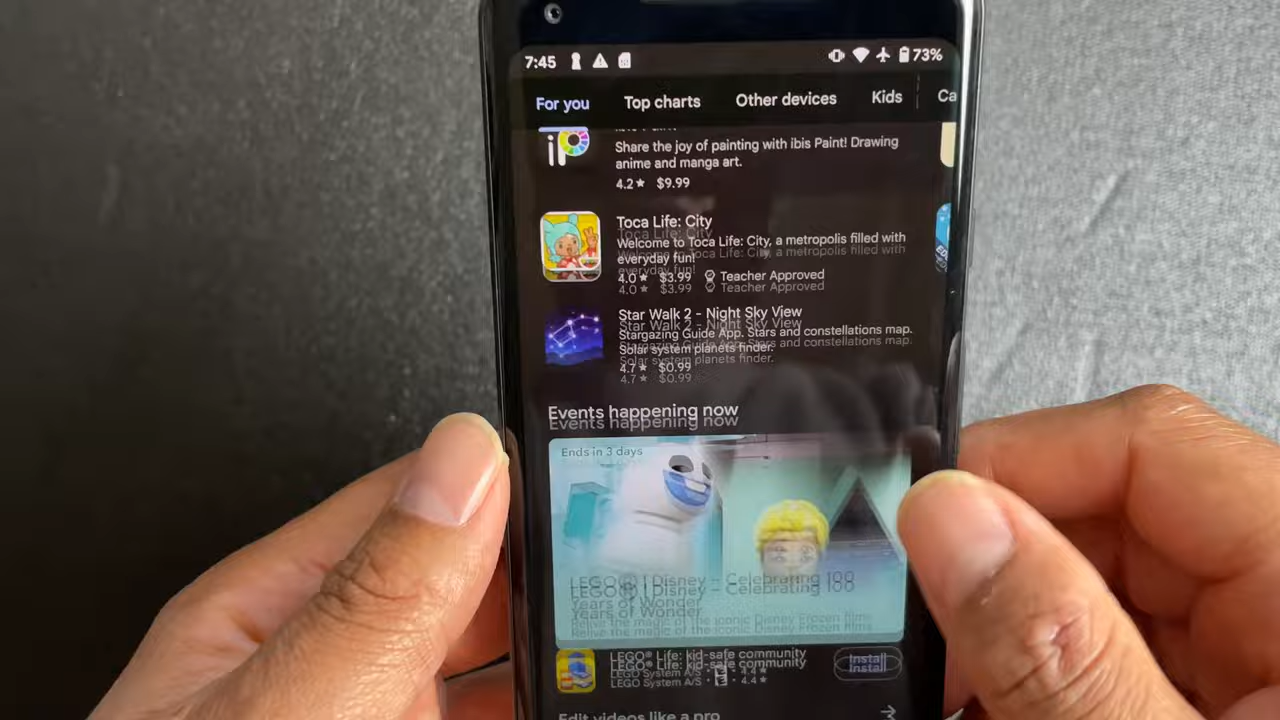 7:45
73%
For you Top charts Other devices Kids Ca
iP
Share the joy of painting with ibis Paint! Drawing
anime and manga art.
4.2★ $9.99
Toca Life: City
Welcome to Toca Life: City, a metropolis filled with
everyday fun!
4.0★ $3.99 Teacher Approved
Star Walk 2 - Night Sky View
Stargazing Guide App. Stars and constellations map.
Solar system planets finder.
4.7★ $0.99
Events happening now
Ends in 3 days
LEGO® | Disney – Celebrating
Years of Wonder
Relive the magic of the iconic Disney Frozen films
LEGO® Life: kid-safe community
Install
LEGO System A/S • 4.4★
Edit videos like a pro